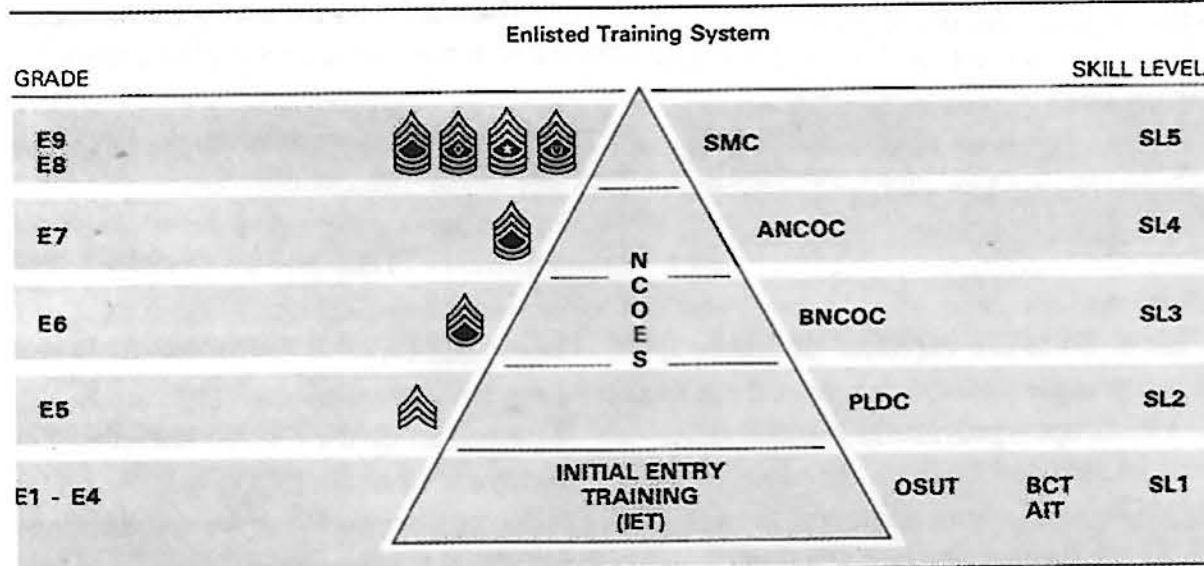 Enlisted Training System
GRADE SKILL LEVEL
E9 SMC SL5
E8
E7 ANCOC SL4
NCOES
E6 BNCOC SL3
E5 PLDC SL2
E1 - E4 INITIAL ENTRY OSUT BCT SL1
TRAINING AIT
(IET)